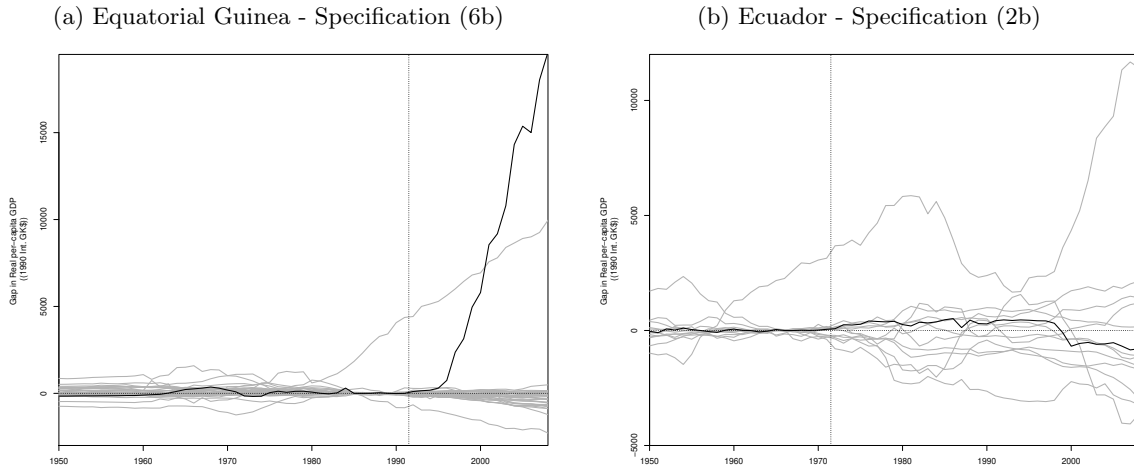 (a) Equatorial Guinea - Specification (6b)
Gap in Real per−capita GDP
((1990 Int. GK$)
15000
10000
5000
0
1950 1960 1970 1980 1990 2000
(b) Ecuador - Specification (2b)
Gap in Real per−capita GDP
((1990 Int. GK$)
10000
5000
0
−5000
1950 1960 1970 1980 1990 2000